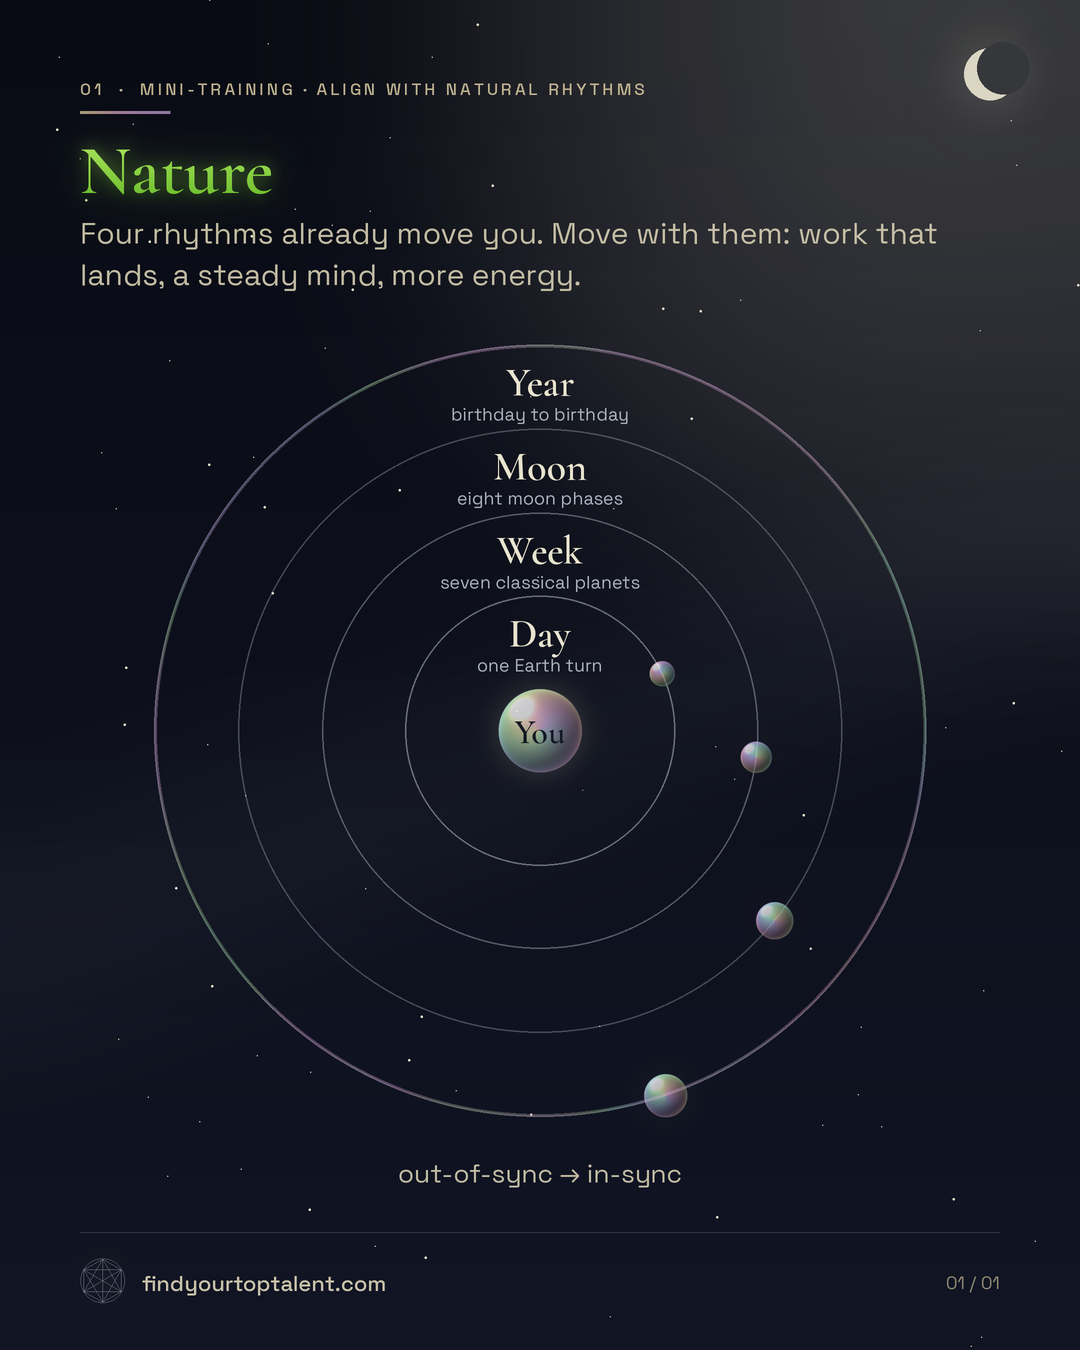 01 · MINI-TRAINING · ALIGN WITH NATURAL RHYTHMS
Nature
Four rhythms already move you. Move with them: work that
lands, a steady mind, more energy.
Year
birthday to birthday
Moon
eight moon phases
Week
seven classical planets
Day
one Earth turn
You
out-of-sync → in-sync
findyourtoptalent.com
01 / 01